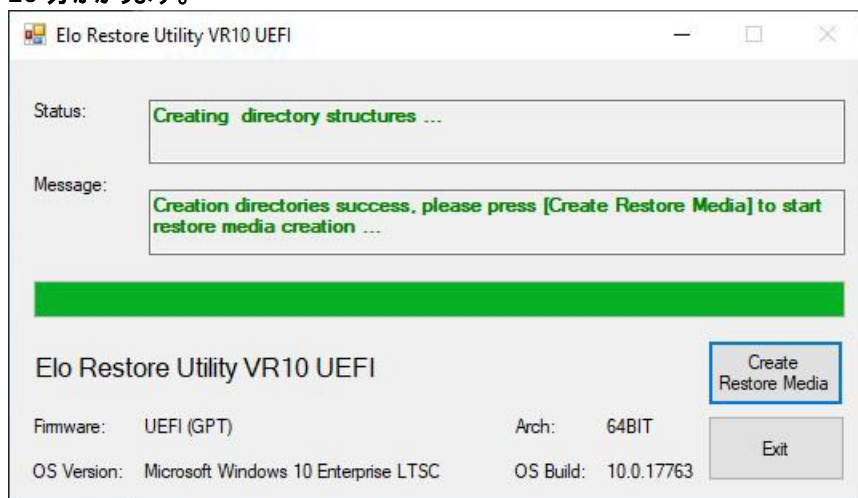 Elo Restore Utility VR10 UEFI
Status:
Creating directory structures ...
Message:
Creation directories success, please press [Create Restore Media] to start
restore media creation ...
Elo Restore Utility VR10 UEFI
Create
Restore Media
Firmware: UEFI (GPT) Arch: 64BIT
Exit
OS Version: Microsoft Windows 10 Enterprise LTSC OS Build: 10.0.17763